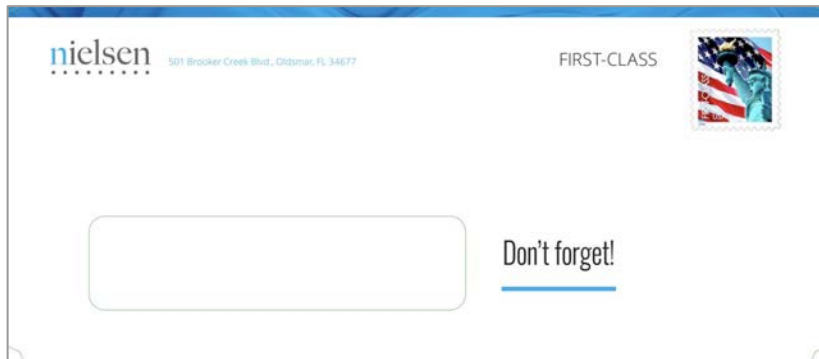 nielsen
501 Brooker Creek Blvd., Oldsmar, FL 34677
FIRST-CLASS
Don't forget!